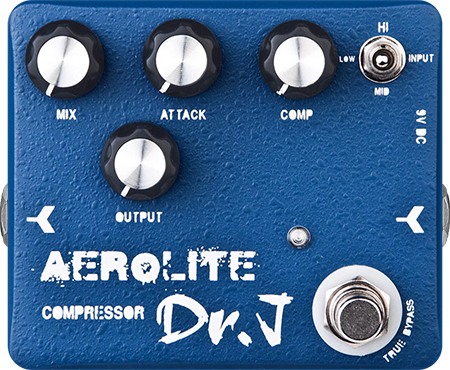 HI
LOW INPUT
MID
MIX ATTACK COMP
9V DC
OUTPUT
AEROLITE
COMPRESSOR Dr.J
TRUE BYPASS